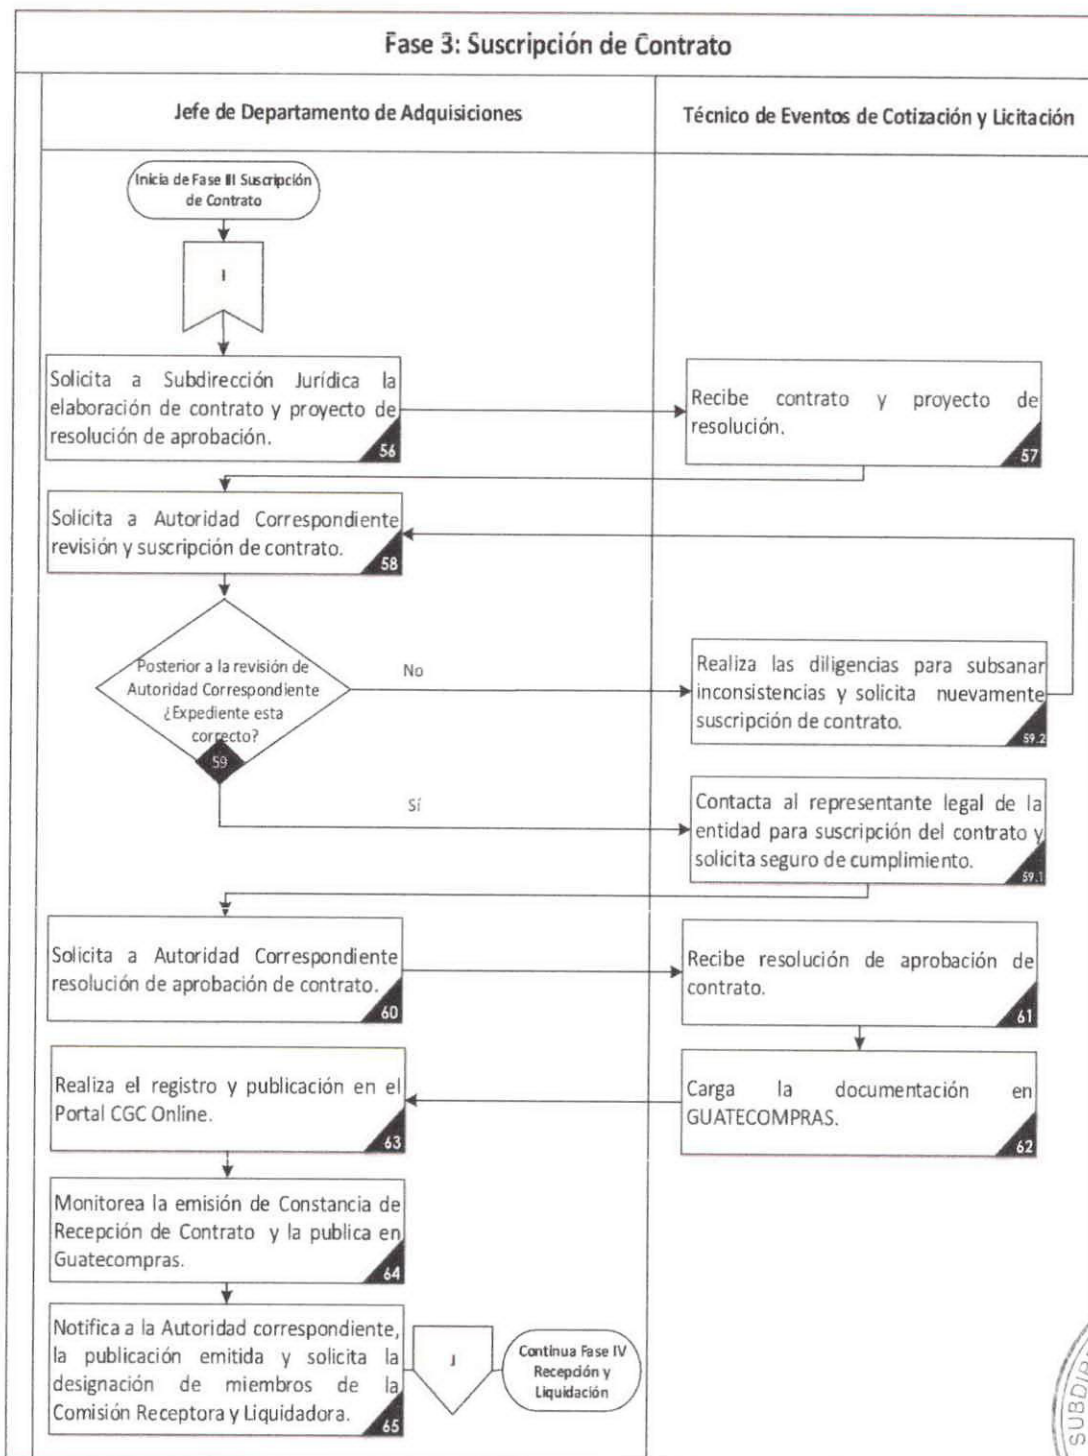 Fase 3: Suscripción de Contrato
Jefe de Departamento de Adquisiciones
Técnico de Eventos de Cotización y Licitación
Inicia de Fase III Suscripción
de Contrato
I
Solicita a Subdirección Jurídica la
elaboración de contrato y proyecto de
resolución de aprobación.
56
Recibe contrato y proyecto de
resolución.
57
Solicita a Autoridad Correspondiente
revisión y suscripción de contrato.
58
Posterior a la revisión de
Autoridad Correspondiente
¿Expediente esta
correcto?
59
No
Realiza las diligencias para subsanar
inconsistencias y solicita nuevamente
suscripción de contrato.
59.2
Sí
Contacta al representante legal de la
entidad para suscripción del contrato y
solicita seguro de cumplimiento.
59.1
Solicita a Autoridad Correspondiente
resolución de aprobación de contrato.
60
Recibe resolución de aprobación de
contrato.
61
Carga la documentación en
GUATECOMPRAS.
62
Realiza el registro y publicación en el
Portal CGC Online.
63
Monitorea la emisión de Constancia de
Recepción de Contrato y la publica en
Guatecompras.
64
Notifica a la Autoridad correspondiente,
la publicación emitida y solicita la
designación de miembros de la
Comisión Receptora y Liquidadora.
65
J
Continua Fase IV
Recepción y
Liquidación